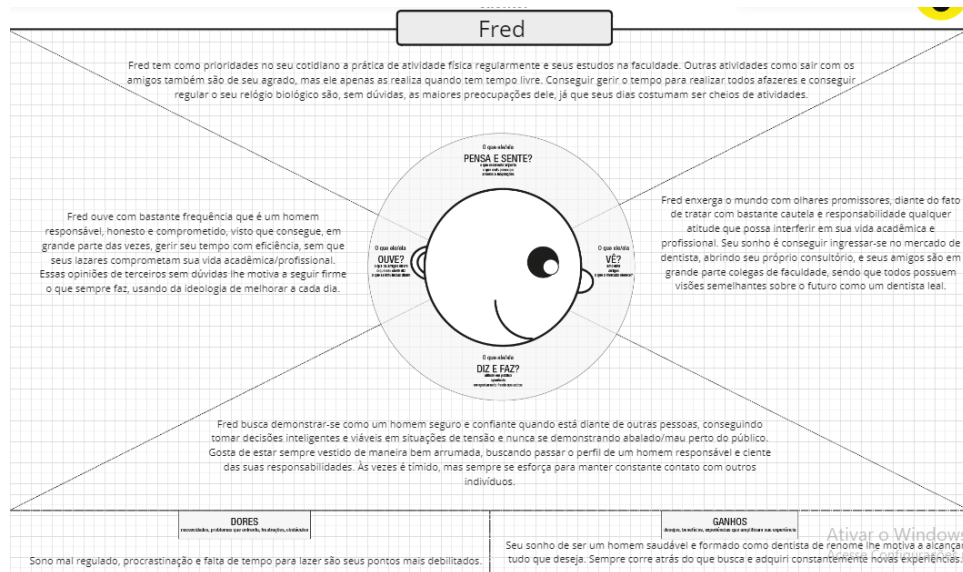 Fred
Fred tem como prioridades no seu cotidiano a prática de atividade física regularmente e seus estudos na faculdade. Outras atividades como sair com os
amigos também são de seu agrado, mas ele apenas as realiza quando tem tempo livre. Conseguir gerir o tempo para realizar todos afazeres e conseguir
regular o seu relógio biológico são, sem dúvidas, as maiores preocupações dele, já que seus dias costumam ser cheios de atividades.
O que ele/ela
PENSA E SENTE?
Fred ouve com bastante frequência que é um homem
responsável, honesto e comprometido, visto que consegue, em
grande parte das vezes, gerir seu tempo com eficiência, sem que
seus lazares comprometam sua vida acadêmica/profissional.
Essas opiniões de terceiros sem dúvidas lhe motiva a seguir firme
o que sempre faz, usando da ideologia de melhorar a cada dia.
O que ele/ela
OUVE?
O que ele/ela
VÊ?
Fred enxerga o mundo com olhares promissores, diante do fato
de tratar com bastante cautela e responsabilidade qualquer
atitude que possa interferir em sua vida acadêmica e
profissional. Seu sonho é conseguir ingressar-se no mercado de
dentista, abrindo seu próprio consultório, e seus amigos são em
grande parte colegas de faculdade, sendo que todos possuem
visões semelhantes sobre o futuro como um dentista leal.
O que ele/ela
DIZ E FAZ?
Fred busca demonstrar-se como um homem seguro e confiante quando está diante de outras pessoas, conseguindo
tomar decisões inteligentes e viáveis em situações de tensão e nunca se demonstrando abalado/mau perto do público.
Gosta de estar sempre vestido de maneira bem arrumada, buscando passar o perfil de um homem responsável e ciente
das suas responsabilidades. Às vezes é tímido, mas sempre se esforça para manter constante contato com outros
indivíduos.
DORES
Sono mal regulado, procrastinação e falta de tempo para lazer são seus pontos mais debilitados.
GANHOS
Seu sonho de ser um homem saudável e formado como dentista de renome lhe motiva a alcançar
tudo que deseja. Sempre corre atrás do que busca e adquiri constantemente novas experiências.
Ativar o Windows